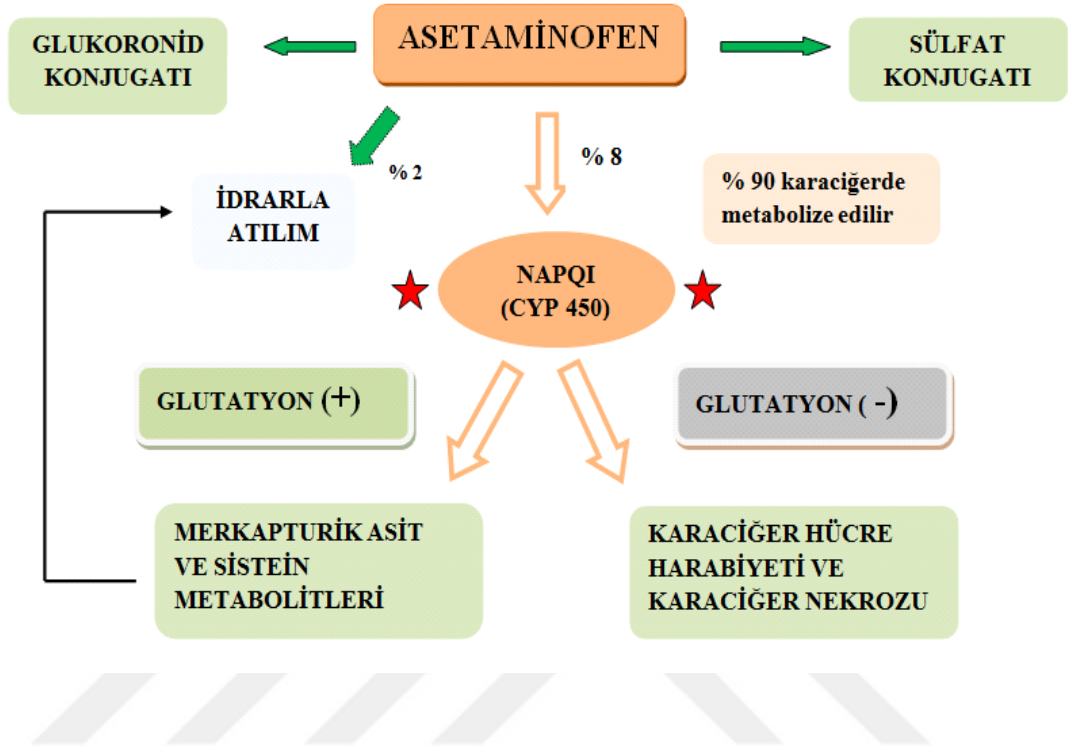 ASETAMİNOFEN
GLUKORONİD
KONJUGATI
SÜLFAT
KONJUGATI
% 2
% 8
İDRARLA
ATILIM
% 90 karaciğerde
metabolize edilir
NAPQI
(CYP 450)
GLUTATYON (+)
GLUTATYON ( -)
MERKAPTURİK ASİT
VE SİSTEİN
METABOLİTLERİ
KARACİĞER HÜCRE
HARABİYETİ VE
KARACİĞER NEKROZU